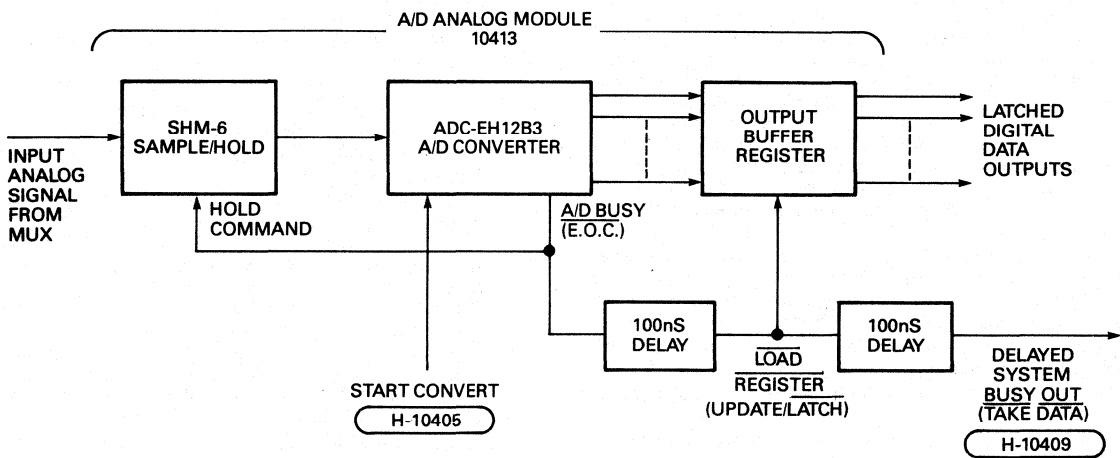 A/D ANALOG MODULE
10413
SHM-6
SAMPLE/HOLD
ADC-EH12B3
A/D CONVERTER
OUTPUT
BUFFER
REGISTER
LATCHED
DIGITAL
DATA
OUTPUTS
INPUT
ANALOG
SIGNAL
FROM
MUX
HOLD
COMMAND
A/D BUSY
(E.O.C.)
100nS
DELAY
100nS
DELAY
LOAD
REGISTER
(UPDATE/LATCH)
START CONVERT
H-10405
DELAYED
SYSTEM
BUSY OUT
(TAKE DATA)
H-10409